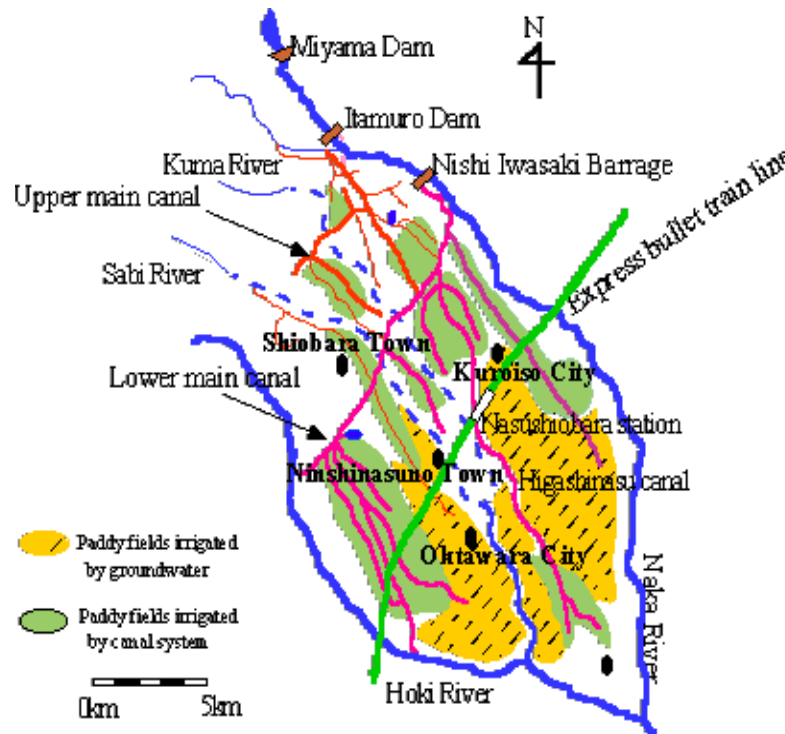 N
Miyama Dam
Itamuro Dam
Kuma River
Nishi Iwasaki Barrage
Upper main canal
Express bullet train line
Sabi River
Shiobara Town
Kuroiso City
Lower main canal
Nasushiobara station
Ninshinasuno Town
Higashinasu canal
Paddy fields irrigated
by groundwater
Oktawara City
Naka River
Paddy fields irrigated
by canal system
Hoki River
0km
5km